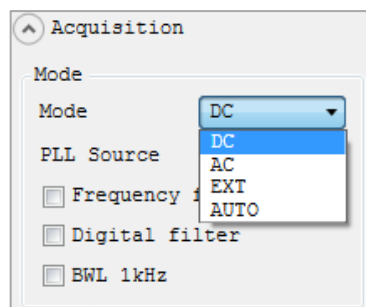 Acquisition
Mode
Mode DC
DC
PLL Source
AC
EXT
Frequency
AUTO
Digital filter
BWL 1kHz